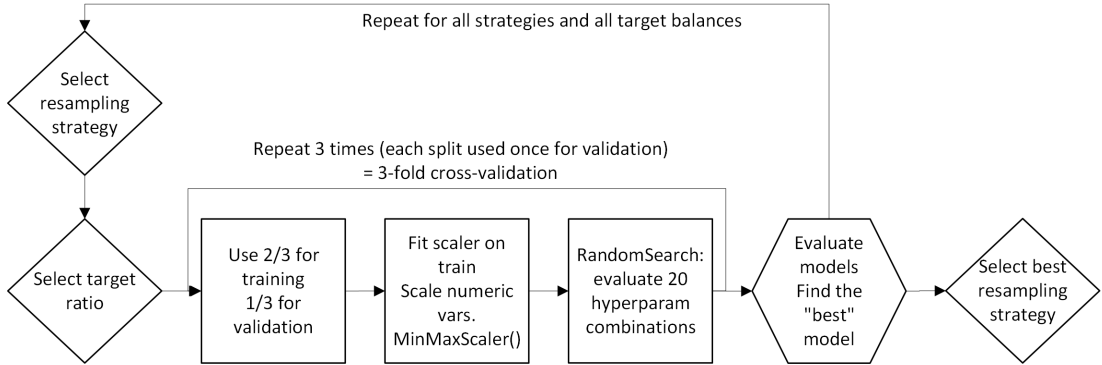 Repeat for all strategies and all target balances
Select
resampling
strategy
Repeat 3 times (each split used once for validation)
= 3-fold cross-validation
Select target
ratio
Use 2/3 for
training
1/3 for
validation
Fit scaler on
train
Scale numeric
vars.
MinMaxScaler()
RandomSearch:
evaluate 20
hyperparam
combinations
Evaluate
models
Find the
"best"
model
Select best
resampling
strategy